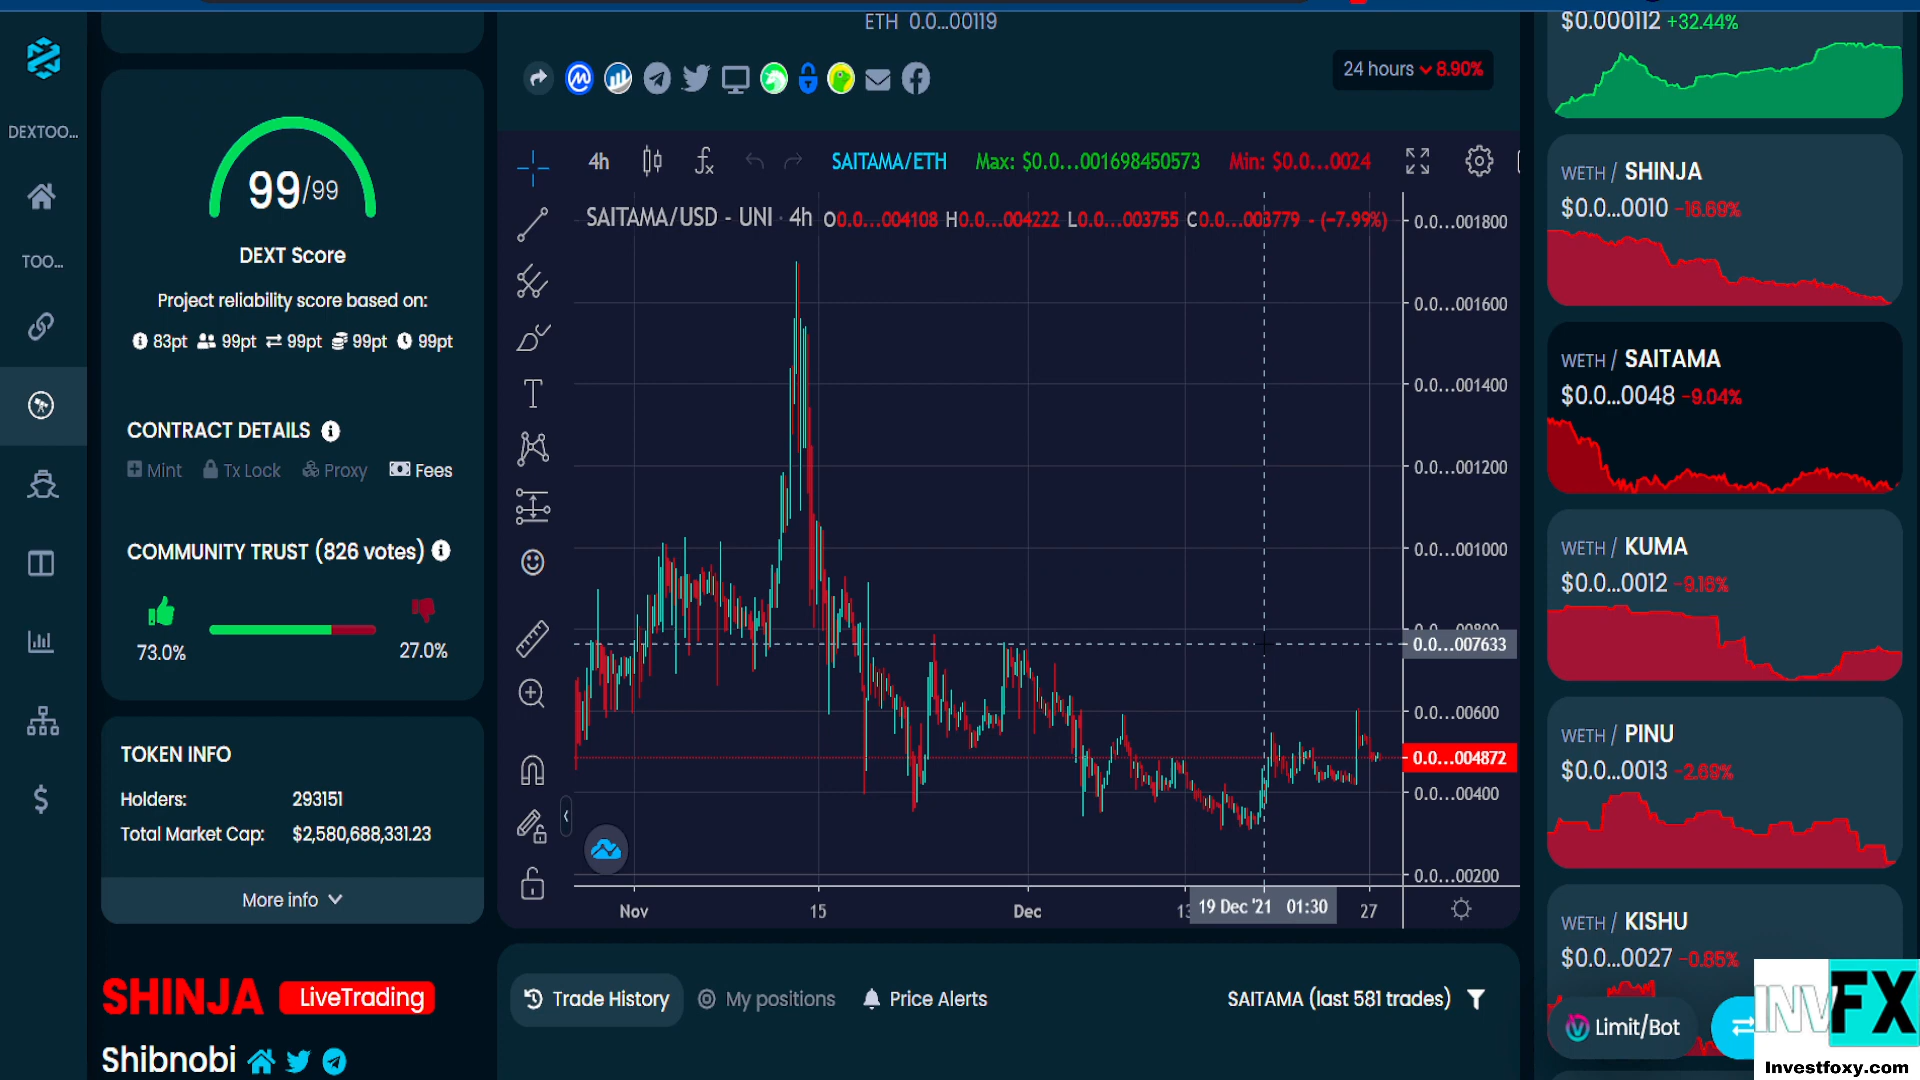 ETH 0.0...00119
24 hours 8.90%
DEXTOO...
TOO...
99/99
DEXT Score
Project reliability score based on:
83pt 99pt 99pt 99pt 99pt
CONTRACT DETAILS
Mint Tx Lock Proxy Fees
COMMUNITY TRUST (826 votes)
73.0% 27.0%
TOKEN INFO
Holders: 293151
Total Market Cap: $2,580,688,331.23
More info
SHINJA LiveTrading
Shibnobi
4h SAITAMA/ETH Max: $0.0...001698450573 Min: $0.0...0024
SAITAMA/USD - UNI · 4h O0.0...004108 H0.0...004222 L0.0...003755 C0.0...003779 - (−7.99%)
0.0...001800
0.0...001600
0.0...001400
0.0...001200
0.0...001000
0.0...007633
0.0...00600
0.0...004872
0.0...00400
0.0...00200
Nov 15 Dec 19 Dec '21 01:30 27
Trade History My positions Price Alerts SAITAMA (last 581 trades)
$0.000112 +32.44%
WETH / SHINJA
$0.0...0010 -16.69%
WETH / SAITAMA
$0.0...0048 -9.04%
WETH / KUMA
$0.0...0012 -9.16%
WETH / PINU
$0.0...0013 -2.69%
WETH / KISHU
$0.0...0027 -0.85%
Limit/Bot
INVFX
Investfoxy.com